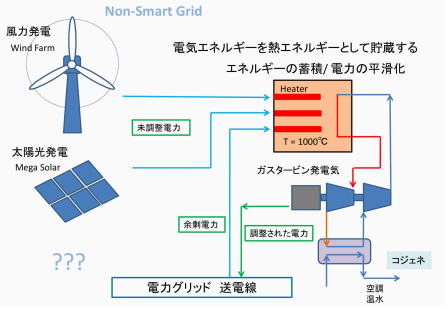 Non-Smart Grid
風力発電
Wind Farm
電気エネルギーを熱エネルギーとして貯蔵する
エネルギーの蓄積/ 電力の平滑化
Heater
未調整電力
T = 1000℃
太陽光発電
Mega Solar
ガスタービン発電気
余剰電力
調整された電力
???
コジェネ
電力グリッド 送電線
空調
温水